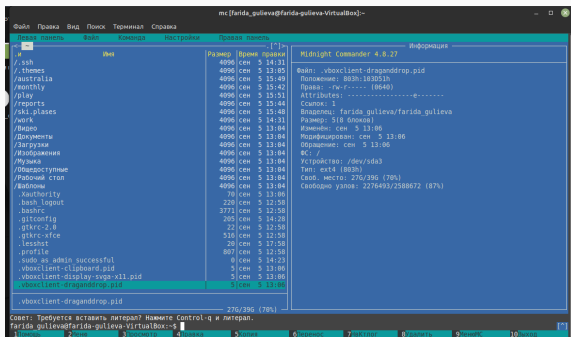 mc [farida_gulieva@farida-gulieva-VirtualBox]:~
Файл Правка Вид Поиск Терминал Справка
Левая панель Файл Команда Настройки Правая панель
Информация
.и Имя Размер Время правки
/.ssh 4096 сен 5 14:31
/.themes 4096 сен 5 13:05
/australia 4096 сен 5 15:49
/monthly 4096 сен 5 15:42
/play 4096 сен 5 15:51
/reports 4096 сен 5 15:44
/ski.plases 4096 сен 5 15:48
/work 4096 сен 5 14:31
/Видео 4096 сен 5 13:04
/Документы 4096 сен 5 13:04
/Загрузки 4096 сен 5 13:04
/Изображения 4096 сен 5 13:04
/Музыка 4096 сен 5 13:04
/Общедоступные 4096 сен 5 13:04
/Рабочий стол 4096 сен 5 13:04
/Шаблоны 4096 сен 5 13:04
.Xauthority 70 сен 5 13:06
.bash_logout 220 сен 5 12:58
.bashrc 3771 сен 5 12:58
.gitconfig 205 сен 5 14:28
.gtkrc-2.0 22 сен 5 12:58
.gtkrc-xfce 516 сен 5 12:58
.lesshst 20 сен 5 17:58
.profile 807 сен 5 12:58
.sudo_as_admin_successful 0 сен 5 14:23
.vboxclient-clipboard.pid 5 сен 5 13:06
.vboxclient-display-svga-x11.pid 5 сен 5 13:06
.vboxclient-draganddrop.pid 5 сен 5 13:06
.vboxclient-draganddrop.pid
27G/39G (70%)
Midnight Commander 4.8.27
Файл: .vboxclient-draganddrop.pid
Положение: 803h:103D51h
Права: -rw-r----- (0640)
Attributes: --------------e-------
Ссылок: 1
Владелец: farida_gulieva/farida_gulieva
Размер: 5(8 блоков)
Изменён: сен 5 13:06
Модифицирован: сен 5 13:06
Обращение: сен 5 13:06
ФС: /
Устройство: /dev/sda3
Тип: ext4 (803h)
Своб. место: 27G/39G (70%)
Свободно узлов: 2276493/2588672 (87%)
Совет: Требуется вставить литерал? Нажмите Control-q и литерал.
farida_gulieva@farida-gulieva-VirtualBox:~$
1Помощь 2Меню 3Просмотр 4Правка 5Копия 6Перенос 7НвКтлог 8Удалить 9МенюМС 10Выход